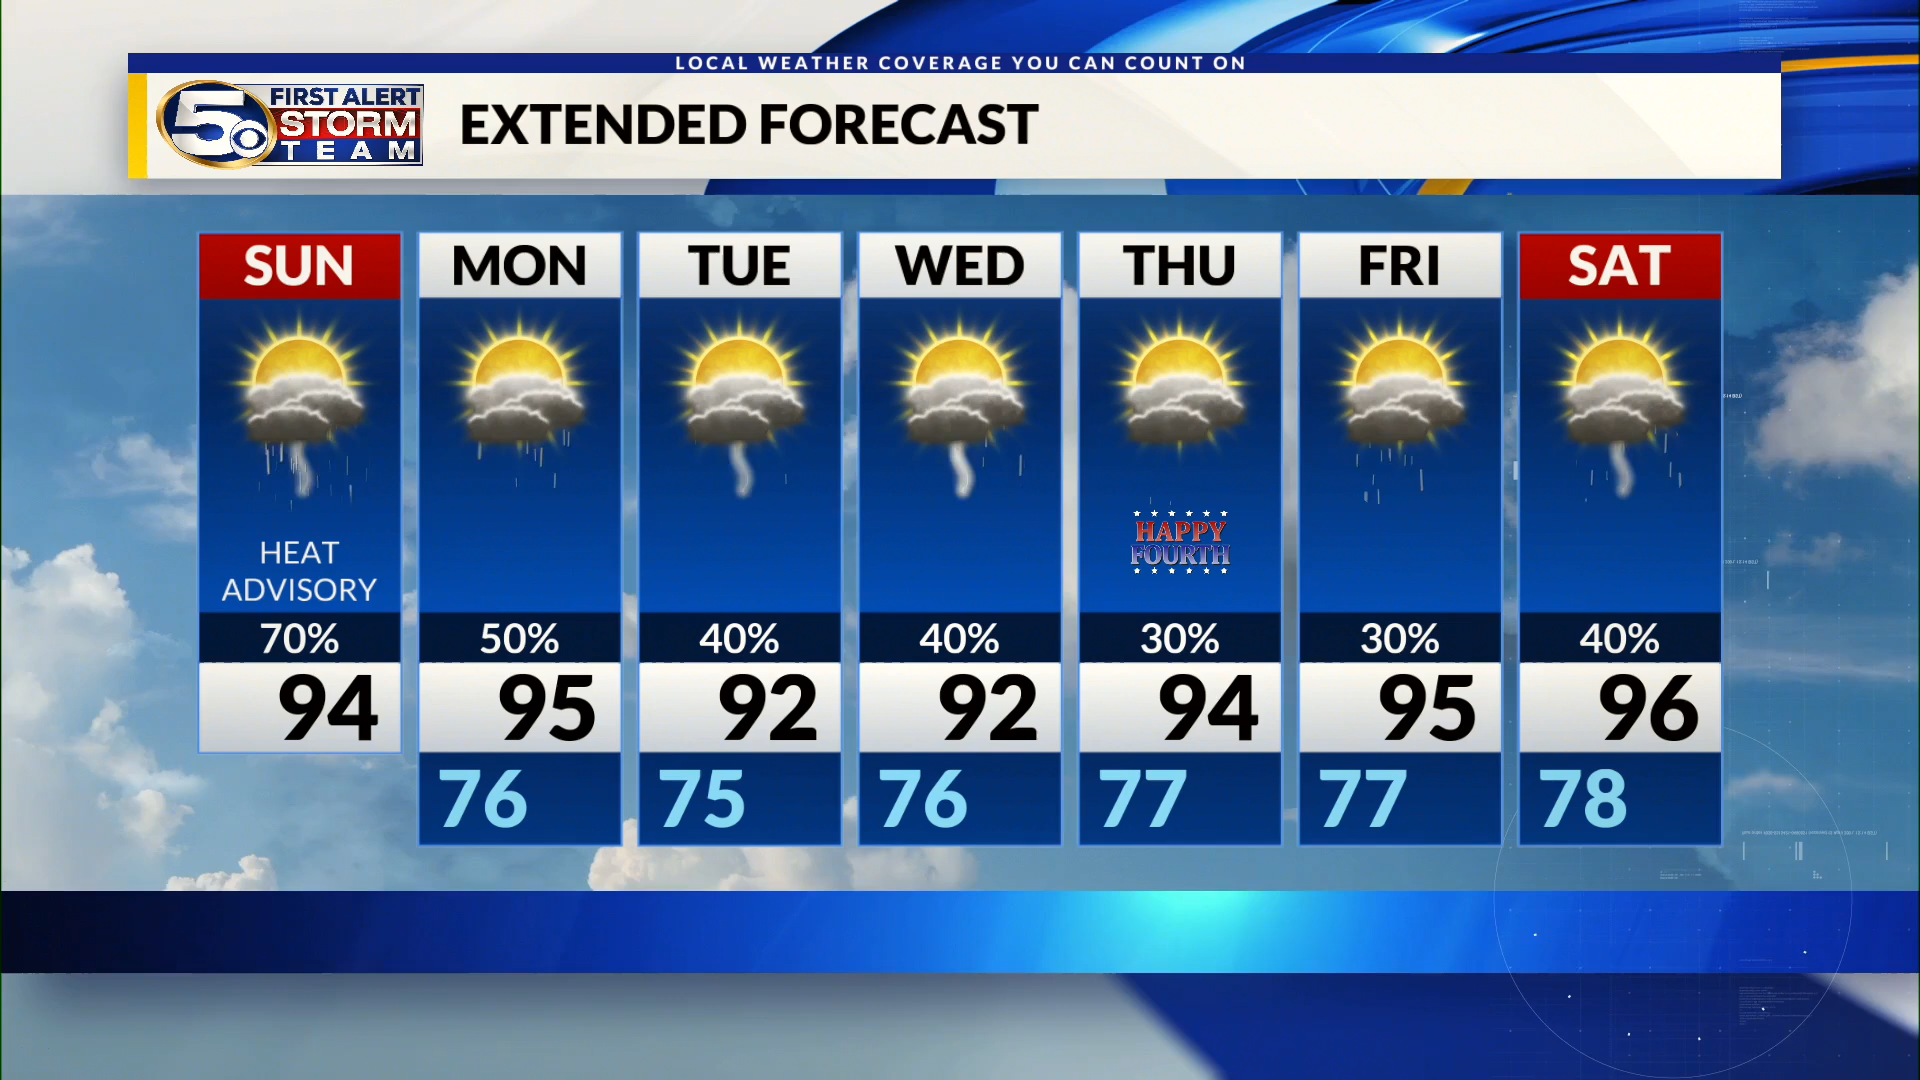 LOCAL WEATHER COVERAGE YOU CAN COUNT ON
5 FIRST ALERT
STORM
TEAM
EXTENDED FORECAST
SUN MON TUE WED THU FRI SAT
HAPPY
FOURTH
HEAT
ADVISORY
70% 50% 40% 40% 30% 30% 40%
94 95 92 92 94 95 96
76 75 76 77 77 78